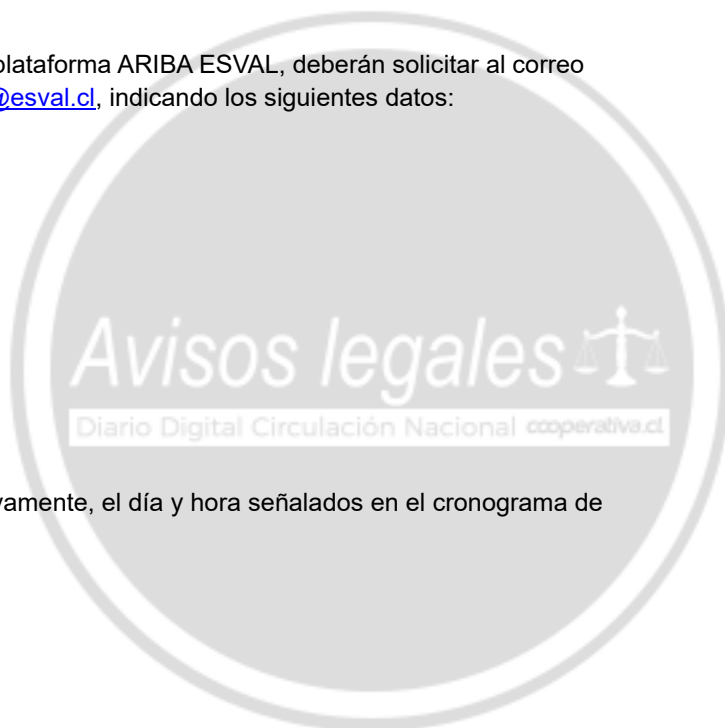 plataforma ARIBA ESVAL, deberán solicitar al correo
@esval.cl, indicando los siguientes datos:
Avisos legales
Diario Digital Circulación Nacional cooperativa.cl
vamente, el día y hora señalados en el cronograma de